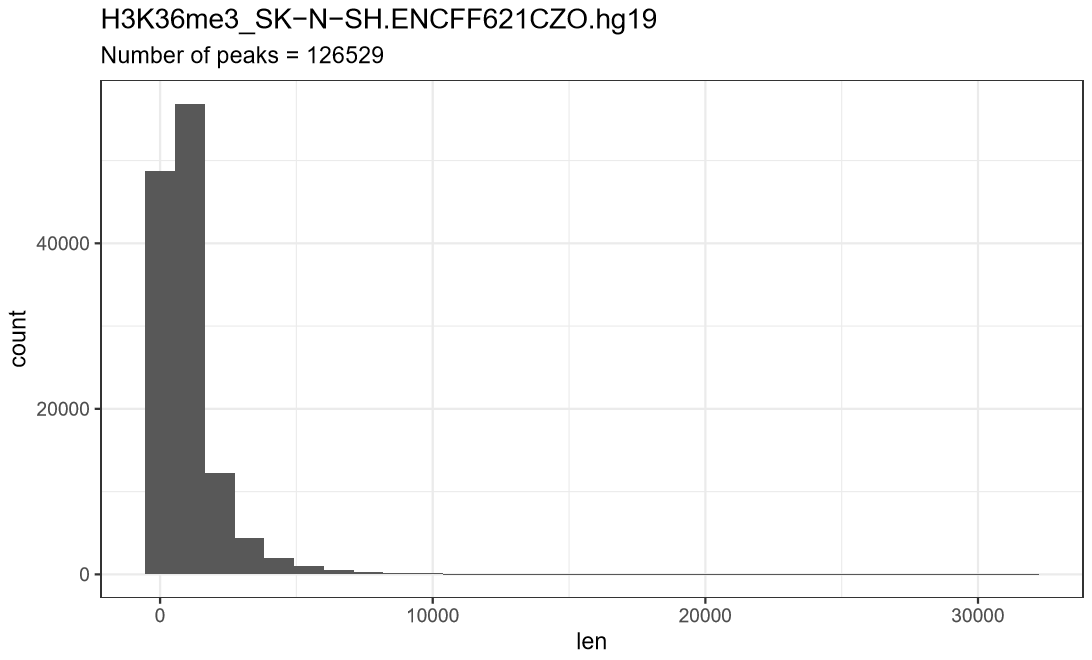 H3K36me3_SK−N−SH.ENCFF621CZO.hg19
Number of peaks = 126529
count
40000
20000
0
0 10000 20000 30000
len